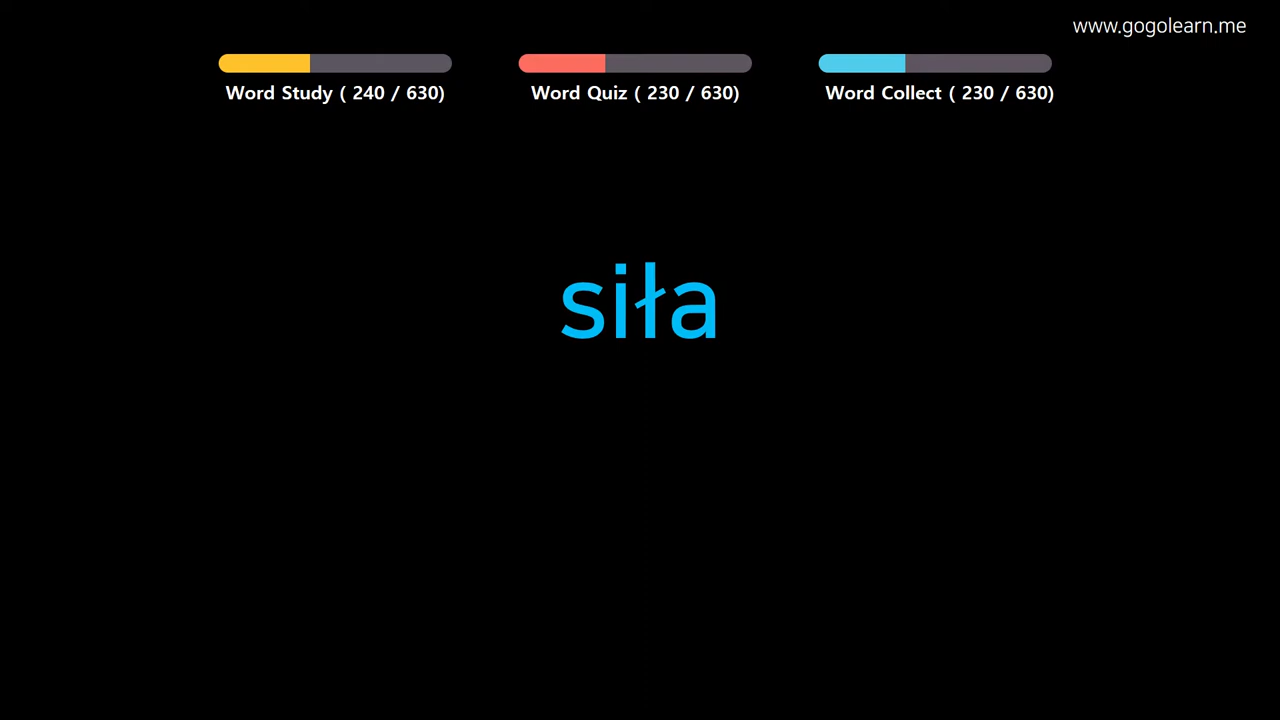 www.gogolearn.me
Word Study ( 240 / 630)
Word Quiz ( 230 / 630)
Word Collect ( 230 / 630)
siła